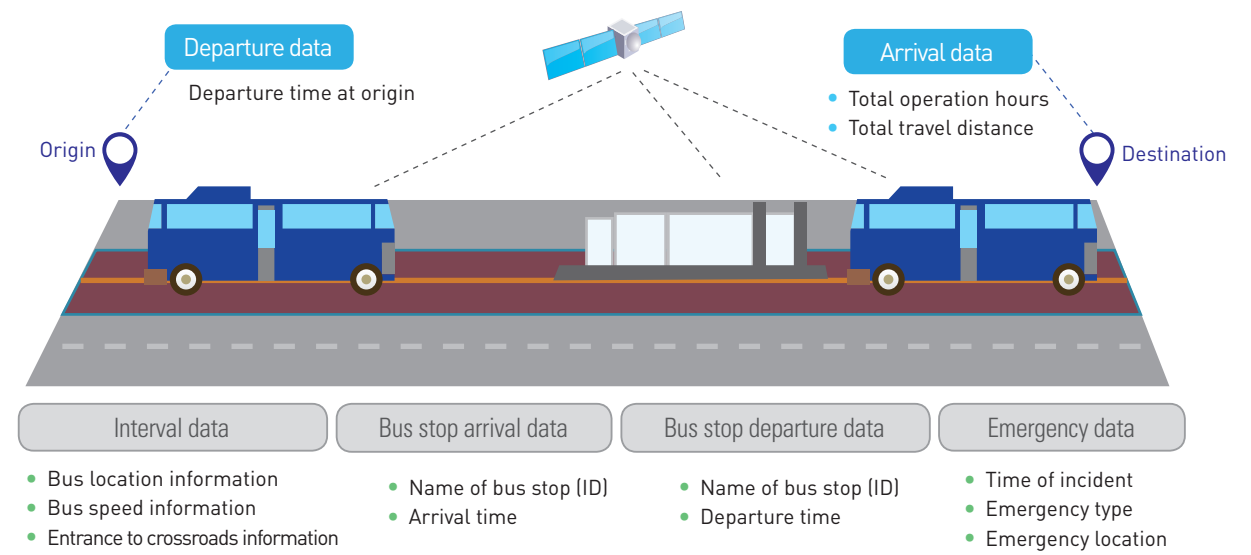 Departure data
Departure time at origin
Origin
Arrival data
• Total operation hours
• Total travel distance
Destination
Interval data
• Bus location information
• Bus speed information
• Entrance to crossroads information
Bus stop arrival data
• Name of bus stop (ID)
• Arrival time
Bus stop departure data
• Name of bus stop (ID)
• Departure time
Emergency data
• Time of incident
• Emergency type
• Emergency location